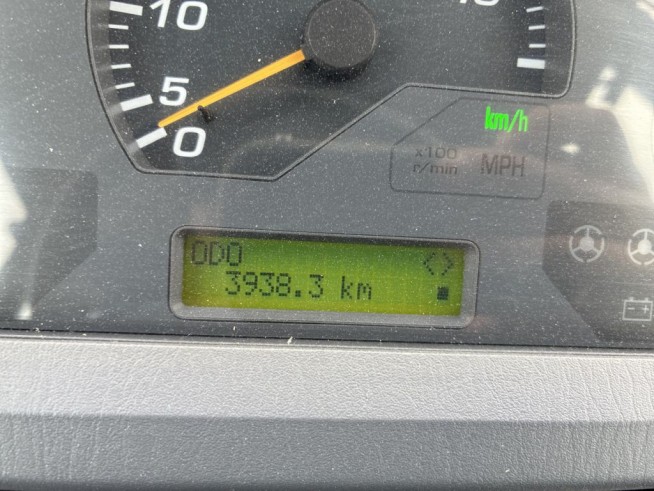 10
5
0
km/h
x100
r/min
MPH
ODO
< >
3938.3 km